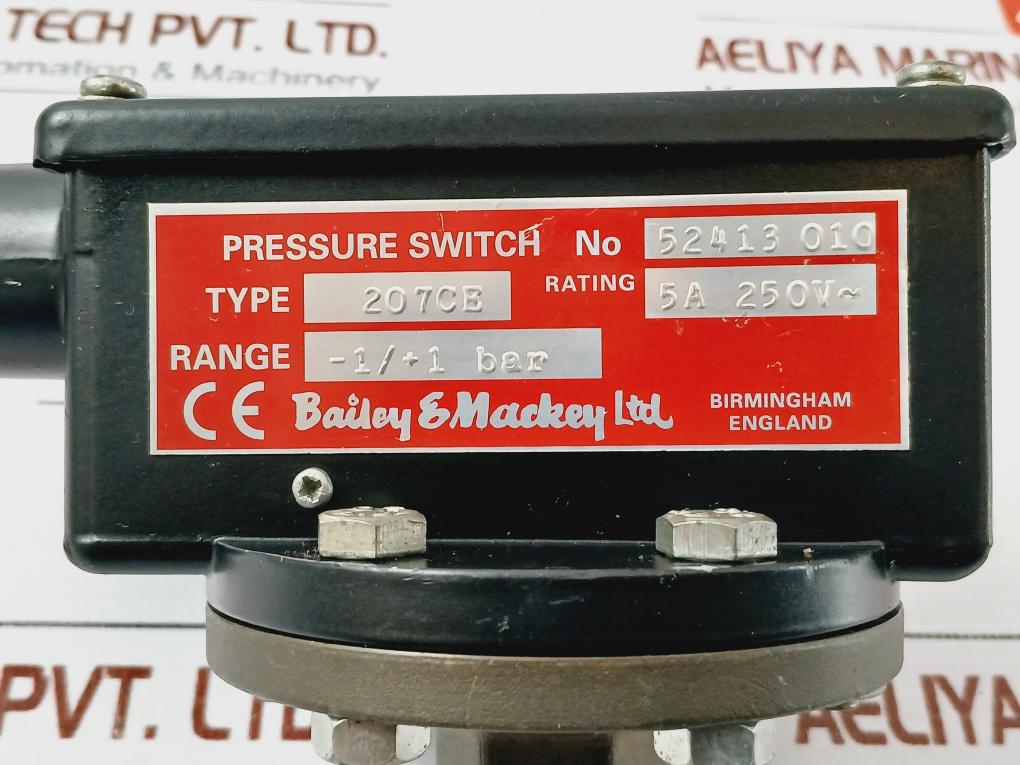 TECH PVT. LTD.
omation & Machinery
AELIYA MARIN
PRESSURE SWITCH No 52413 010
TYPE 207CE RATING 5A 250V~
RANGE -1/+1 bar
CE Bailey & Mackey Ltd BIRMINGHAM
ENGLAND
PVT. LTD.
AELIYA